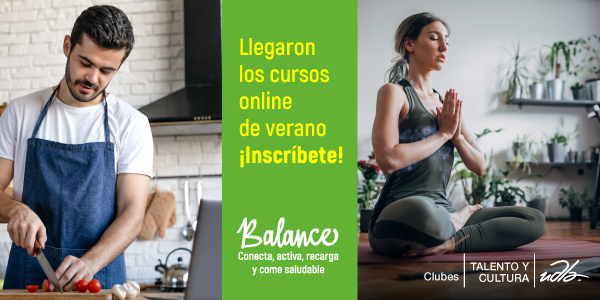 Llegaron
los cursos
online
de verano
¡Inscríbete!
Balance
Conecta, activa, recarga
y come saludable
Clubes
TALENTO Y
CULTURA
udla